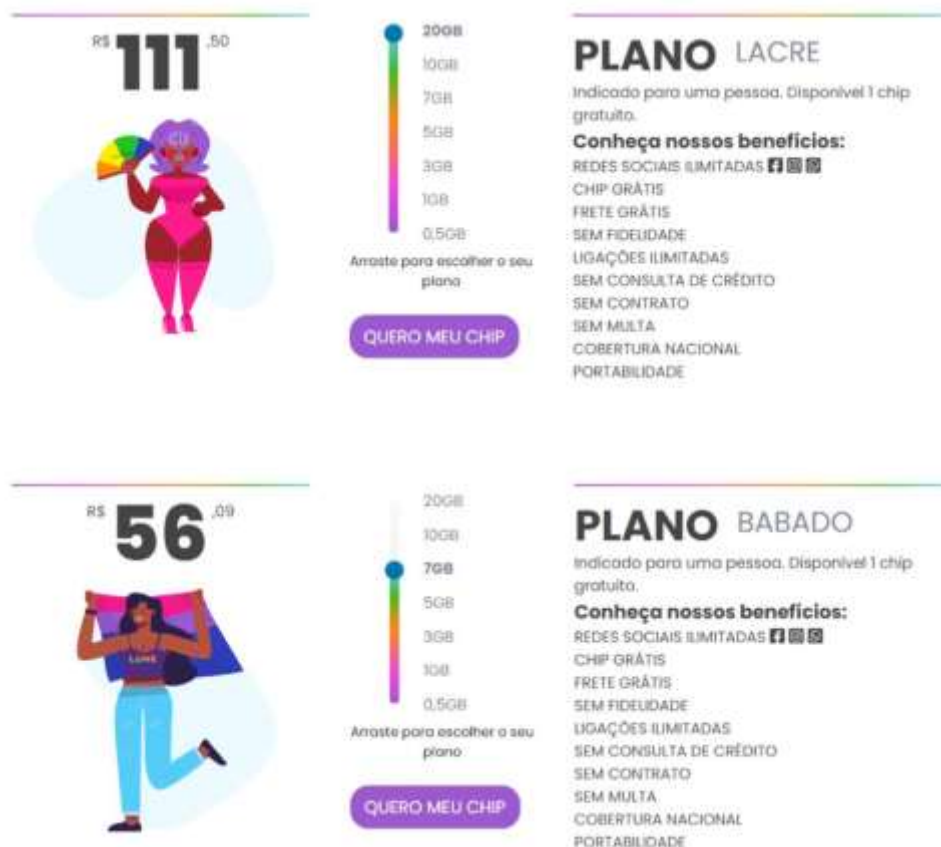 R$ 111 ,50
20GB
10GB
7GB
5GB
3GB
1GB
0,5GB
Arraste para escolher o seu
plano
QUERO MEU CHIP
PLANO LACRE
Indicado para uma pessoa. Disponível 1 chip
gratuito.
Conheça nossos benefícios:
REDES SOCIAIS ILIMITADAS
CHIP GRÁTIS
FRETE GRÁTIS
SEM FIDELIDADE
LIGAÇÕES ILIMITADAS
SEM CONSULTA DE CRÉDITO
SEM CONTRATO
SEM MULTA
COBERTURA NACIONAL
PORTABILIDADE
R$ 56 ,09
20GB
10GB
7GB
5GB
3GB
1GB
0,5GB
Arraste para escolher o seu
plano
QUERO MEU CHIP
PLANO BABADO
Indicado para uma pessoa. Disponível 1 chip
gratuito.
Conheça nossos benefícios:
REDES SOCIAIS ILIMITADAS
CHIP GRÁTIS
FRETE GRÁTIS
SEM FIDELIDADE
LIGAÇÕES ILIMITADAS
SEM CONSULTA DE CRÉDITO
SEM CONTRATO
SEM MULTA
COBERTURA NACIONAL
PORTABILIDADE